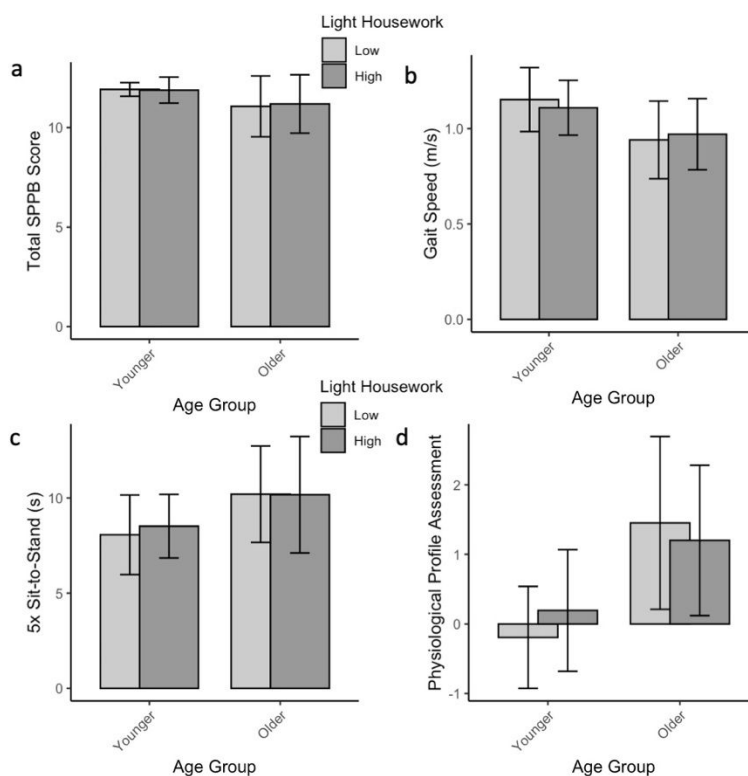 Light Housework
Low
High
a
Total SPPB Score
10
5
0
Younger
Older
Age Group
b
Gait Speed (m/s)
1.0
0.5
0.0
Younger
Older
Age Group
Light Housework
Low
High
c
5x Sit-to-Stand (s)
10
5
0
Younger
Older
Age Group
d
Physiological Profile Assessment
2
1
0
-1
Younger
Older
Age Group